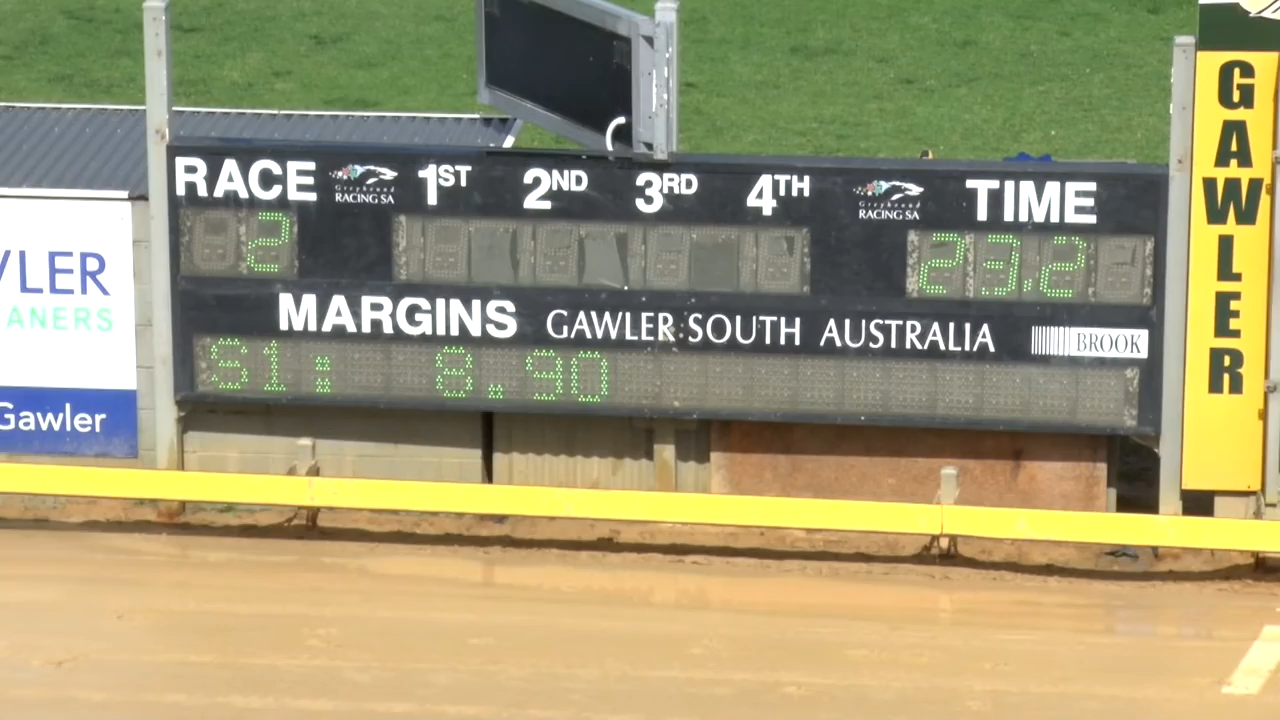 RACE
Greyhound
RACING SA
1ST 2ND 3RD 4TH
Greyhound
RACING SA
TIME
2
23.2
MARGINS GAWLER SOUTH AUSTRALIA BROOK
S1: 8.90
GAWLER
LER
ANERS
Gawler